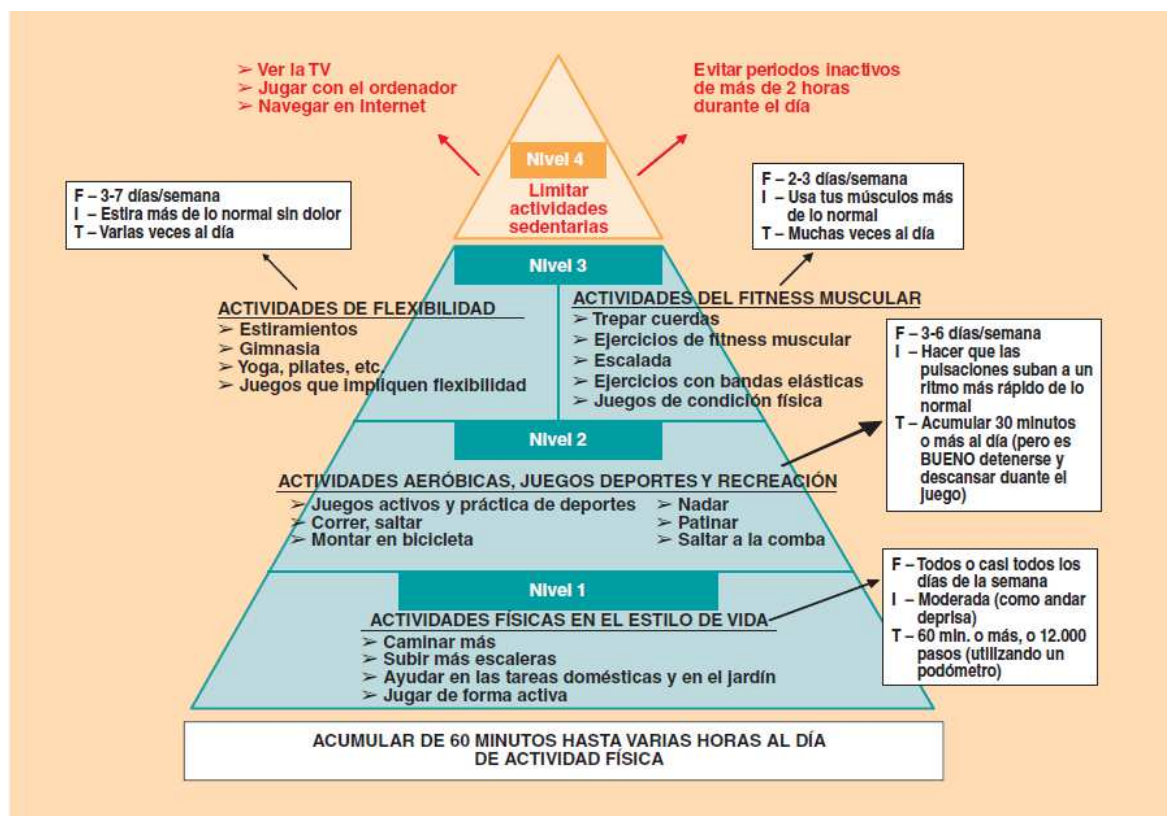 ➢ Ver la TV
➢ Jugar con el ordenador
➢ Navegar en Internet
Evitar periodos inactivos
de más de 2 horas
durante el día
Nivel 4
Limitar
actividades
sedentarias
F – 3-7 días/semana
I – Estira más de lo normal sin dolor
T – Varias veces al día
F – 2-3 días/semana
I – Usa tus músculos más
de lo normal
T – Muchas veces al día
Nivel 3
ACTIVIDADES DE FLEXIBILIDAD
➢ Estiramientos
➢ Gimnasia
➢ Yoga, pilates, etc.
➢ Juegos que impliquen flexibilidad
ACTIVIDADES DEL FITNESS MUSCULAR
➢ Trepar cuerdas
➢ Ejercicios de fitness muscular
➢ Escalada
➢ Ejercicios con bandas elásticas
➢ Juegos de condición física
F – 3-6 días/semana
I – Hacer que las
pulsaciones suban a un
ritmo más rápido de lo
normal
T – Acumular 30 minutos
o más al día (pero es
BUENO detenerse y
descansar duante el
juego)
Nivel 2
ACTIVIDADES AERÓBICAS, JUEGOS DEPORTES Y RECREACIÓN
➢ Juegos activos y práctica de deportes
➢ Correr, saltar
➢ Montar en bicicleta
➢ Nadar
➢ Patinar
➢ Saltar a la comba
Nivel 1
ACTIVIDADES FÍSICAS EN EL ESTILO DE VIDA
➢ Caminar más
➢ Subir más escaleras
➢ Ayudar en las tareas domésticas y en el jardín
➢ Jugar de forma activa
F – Todos o casi todos los
días de la semana
I – Moderada (como andar
deprisa)
T – 60 min. o más, o 12.000
pasos (utilizando un
podómetro)
ACUMULAR DE 60 MINUTOS HASTA VARIAS HORAS AL DÍA
DE ACTIVIDAD FÍSICA